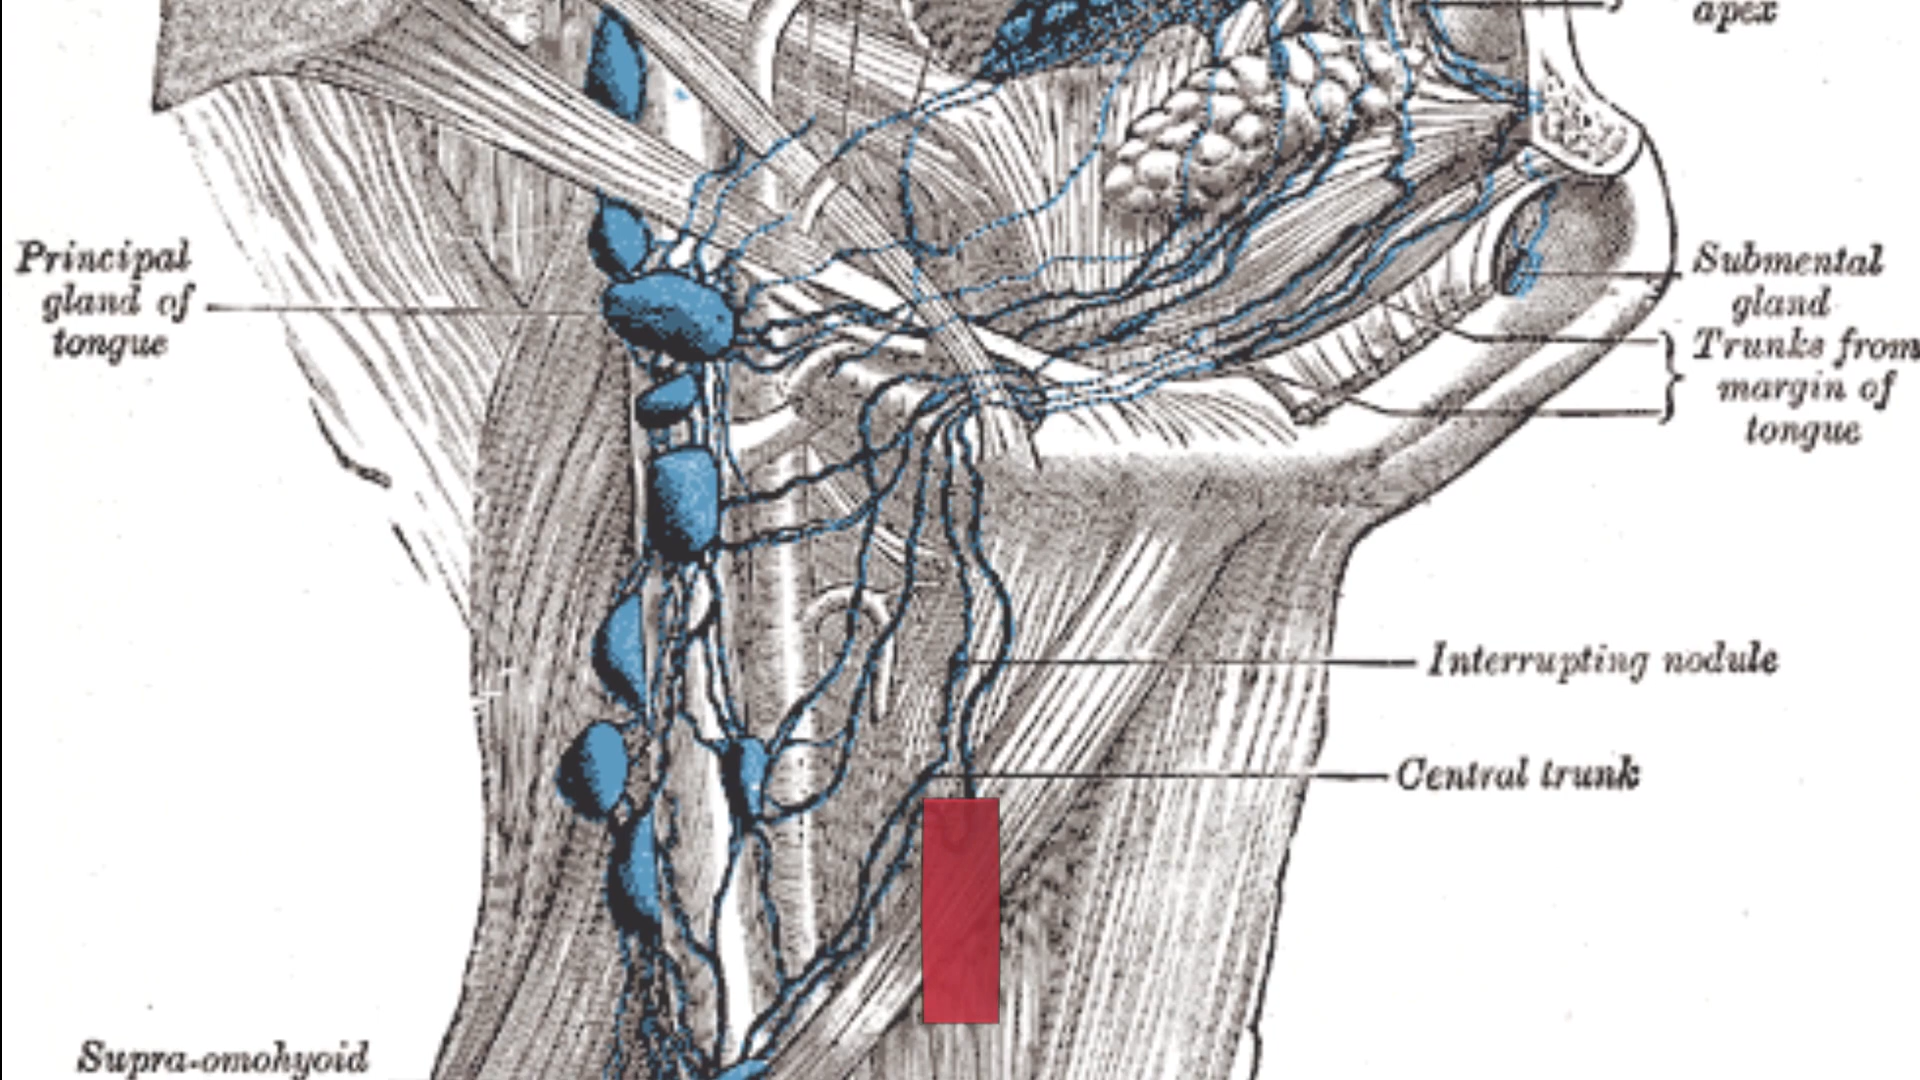 apex
Principal
gland of
tongue
Submental
gland
Trunks from
margin of
tongue
Interrupting nodule
Central trunk
Supra-omohyoid